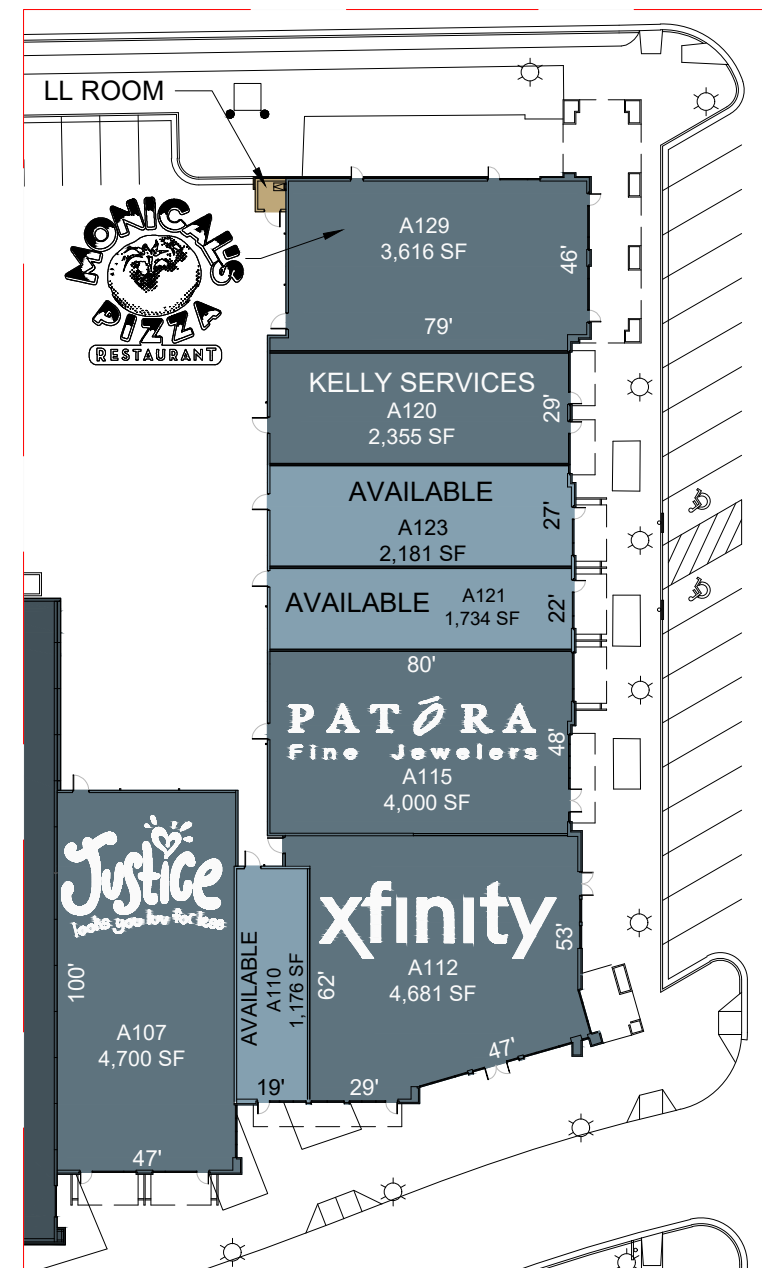 LL ROOM
MONICAL'S
PIZZA
RESTAURANT
A129
3,616 SF
46'
79'
KELLY SERVICES
A120
2,355 SF
29'
AVAILABLE
A123
2,181 SF
27'
AVAILABLE
A121
1,734 SF
22'
80'
PATÓRA
Fine Jewelers
48'
A115
4,000 SF
Justice
looks you luv for less
100'
A107
4,700 SF
47'
AVAILABLE
A110
1,176 SF
19'
xfinity
53'
A112
4,681 SF
62'
29'
47'